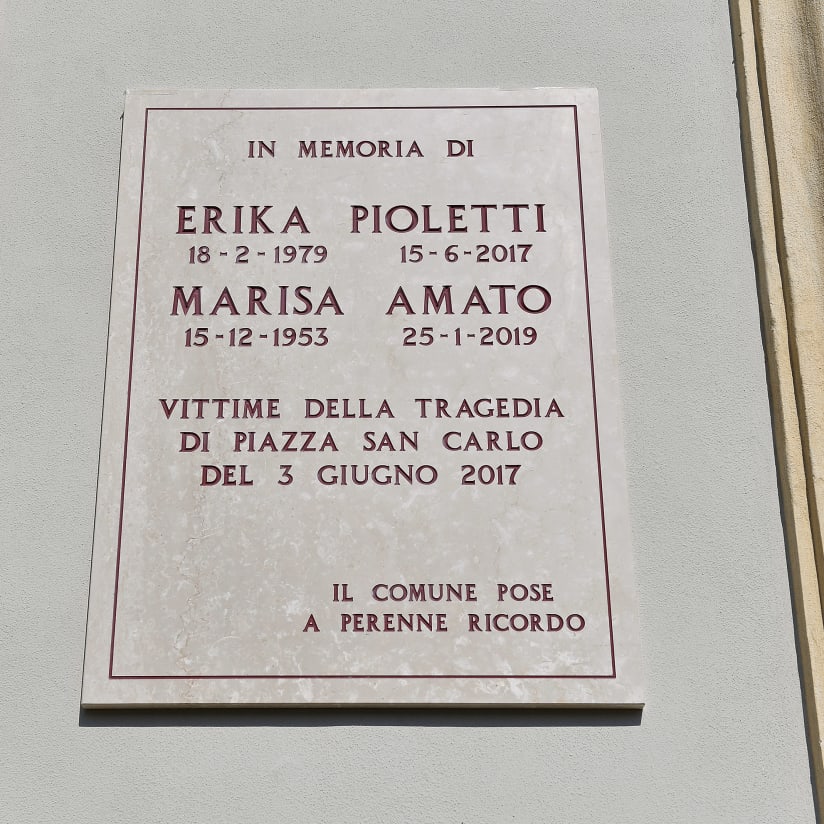 IN MEMORIA DI
ERIKA PIOLETTI
18-2-1979 15-6-2017
MARISA AMATO
15-12-1953 25-1-2019
VITTIME DELLA TRAGEDIA
DI PIAZZA SAN CARLO
DEL 3 GIUGNO 2017
IL COMUNE POSE
A PERENNE RICORDO